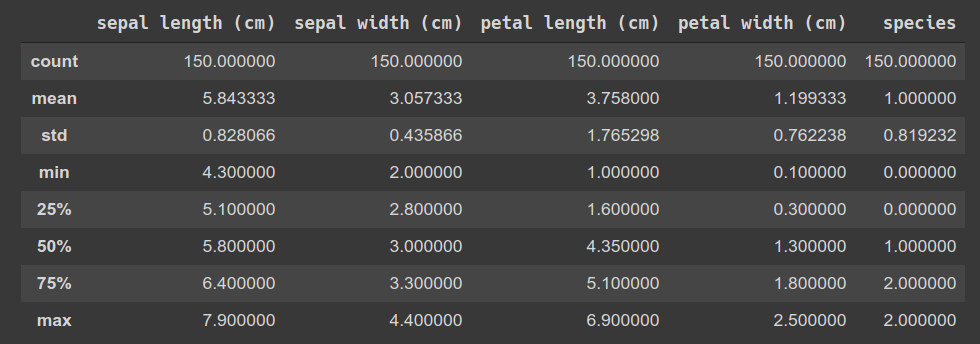 sepal length (cm) sepal width (cm) petal length (cm) petal width (cm) species
count 150.000000 150.000000 150.000000 150.000000 150.000000
mean 5.843333 3.057333 3.758000 1.199333 1.000000
std 0.828066 0.435866 1.765298 0.762238 0.819232
min 4.300000 2.000000 1.000000 0.100000 0.000000
25% 5.100000 2.800000 1.600000 0.300000 0.000000
50% 5.800000 3.000000 4.350000 1.300000 1.000000
75% 6.400000 3.300000 5.100000 1.800000 2.000000
max 7.900000 4.400000 6.900000 2.500000 2.000000